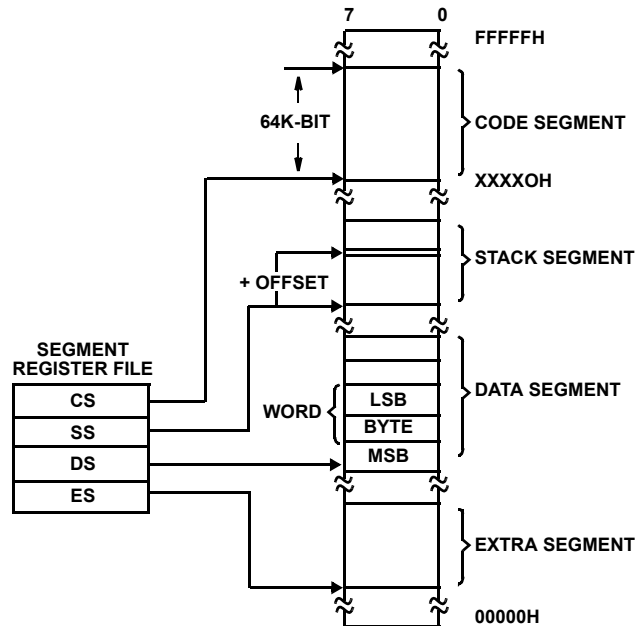 7 0
FFFFFH
64K-BIT
CODE SEGMENT
XXXXOH
STACK SEGMENT
+ OFFSET
SEGMENT
REGISTER FILE
CS
SS
DS
ES
WORD
LSB
BYTE
MSB
DATA SEGMENT
EXTRA SEGMENT
00000H